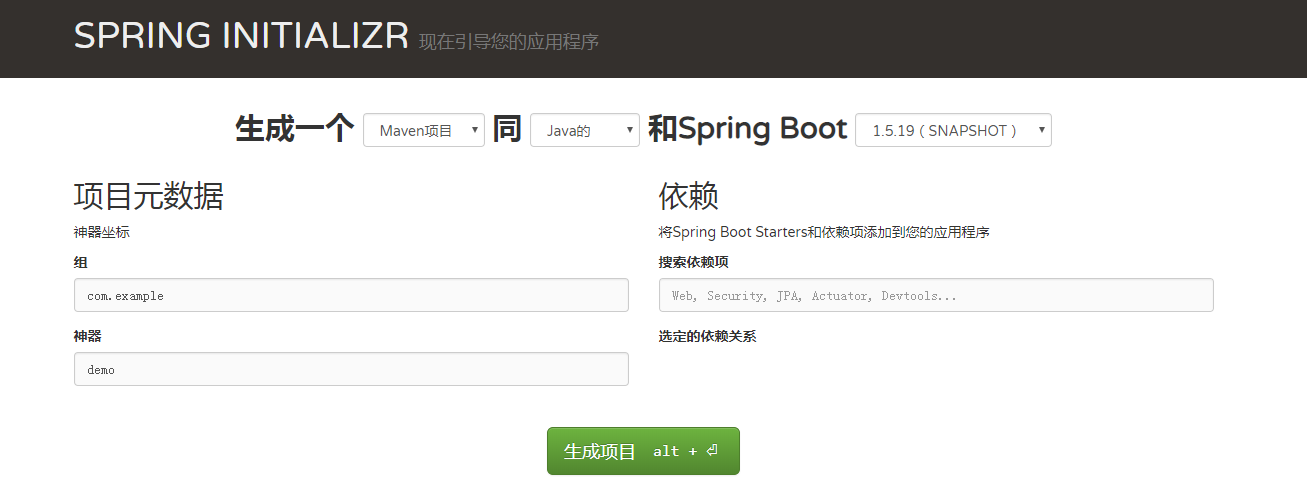 SPRING INITIALIZR 现在引导您的应用程序
生成一个 Maven项目 同 Java的 和Spring Boot 1.5.19（SNAPSHOT）
项目元数据
神器坐标
组
com.example
神器
demo
依赖
将Spring Boot Starters和依赖项添加到您的应用程序
搜索依赖项
Web, Security, JPA, Actuator, Devtools...
选定的依赖关系
生成项目 alt + ⏎